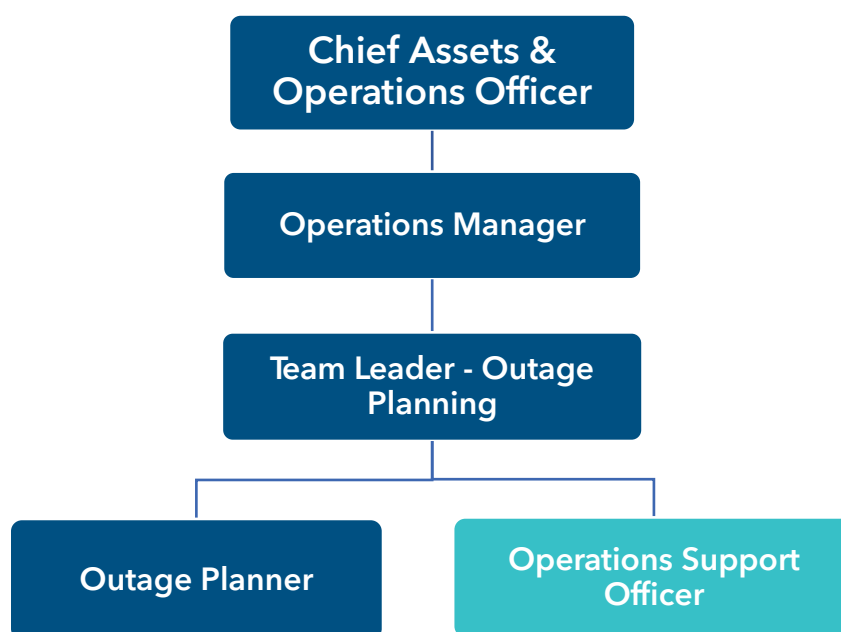 Chief Assets &
Operations Officer
Operations Manager
Team Leader - Outage
Planning
Outage Planner
Operations Support
Officer